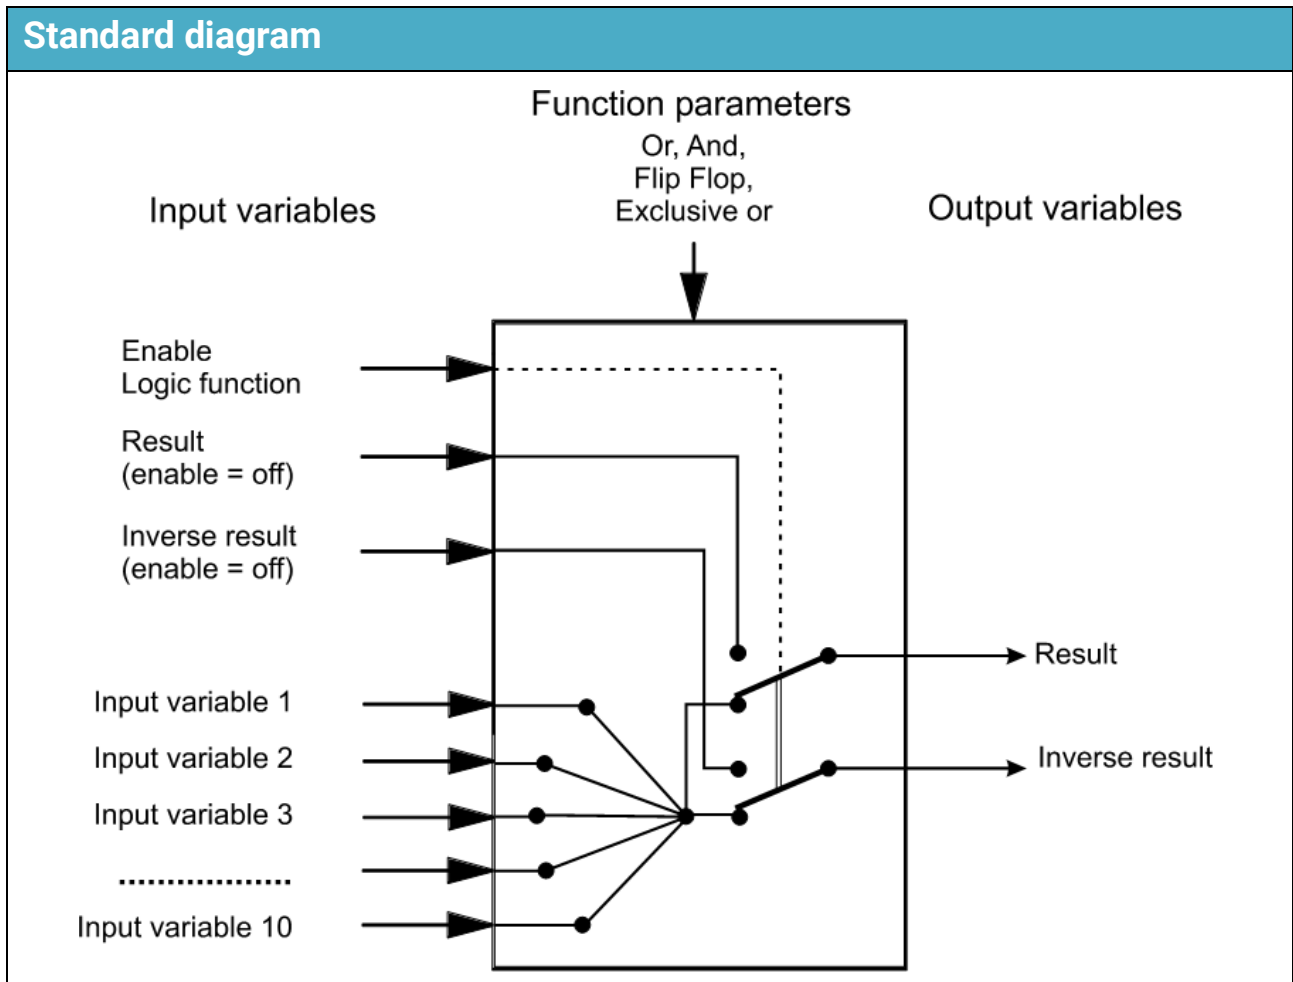 Standard diagram
Function parameters
Or, And,
Flip Flop,
Exclusive or
Input variables
Output variables
Enable
Logic function
Result
(enable = off)
Inverse result
(enable = off)
Result
Input variable 1
Input variable 2
Inverse result
Input variable 3
..................
Input variable 10